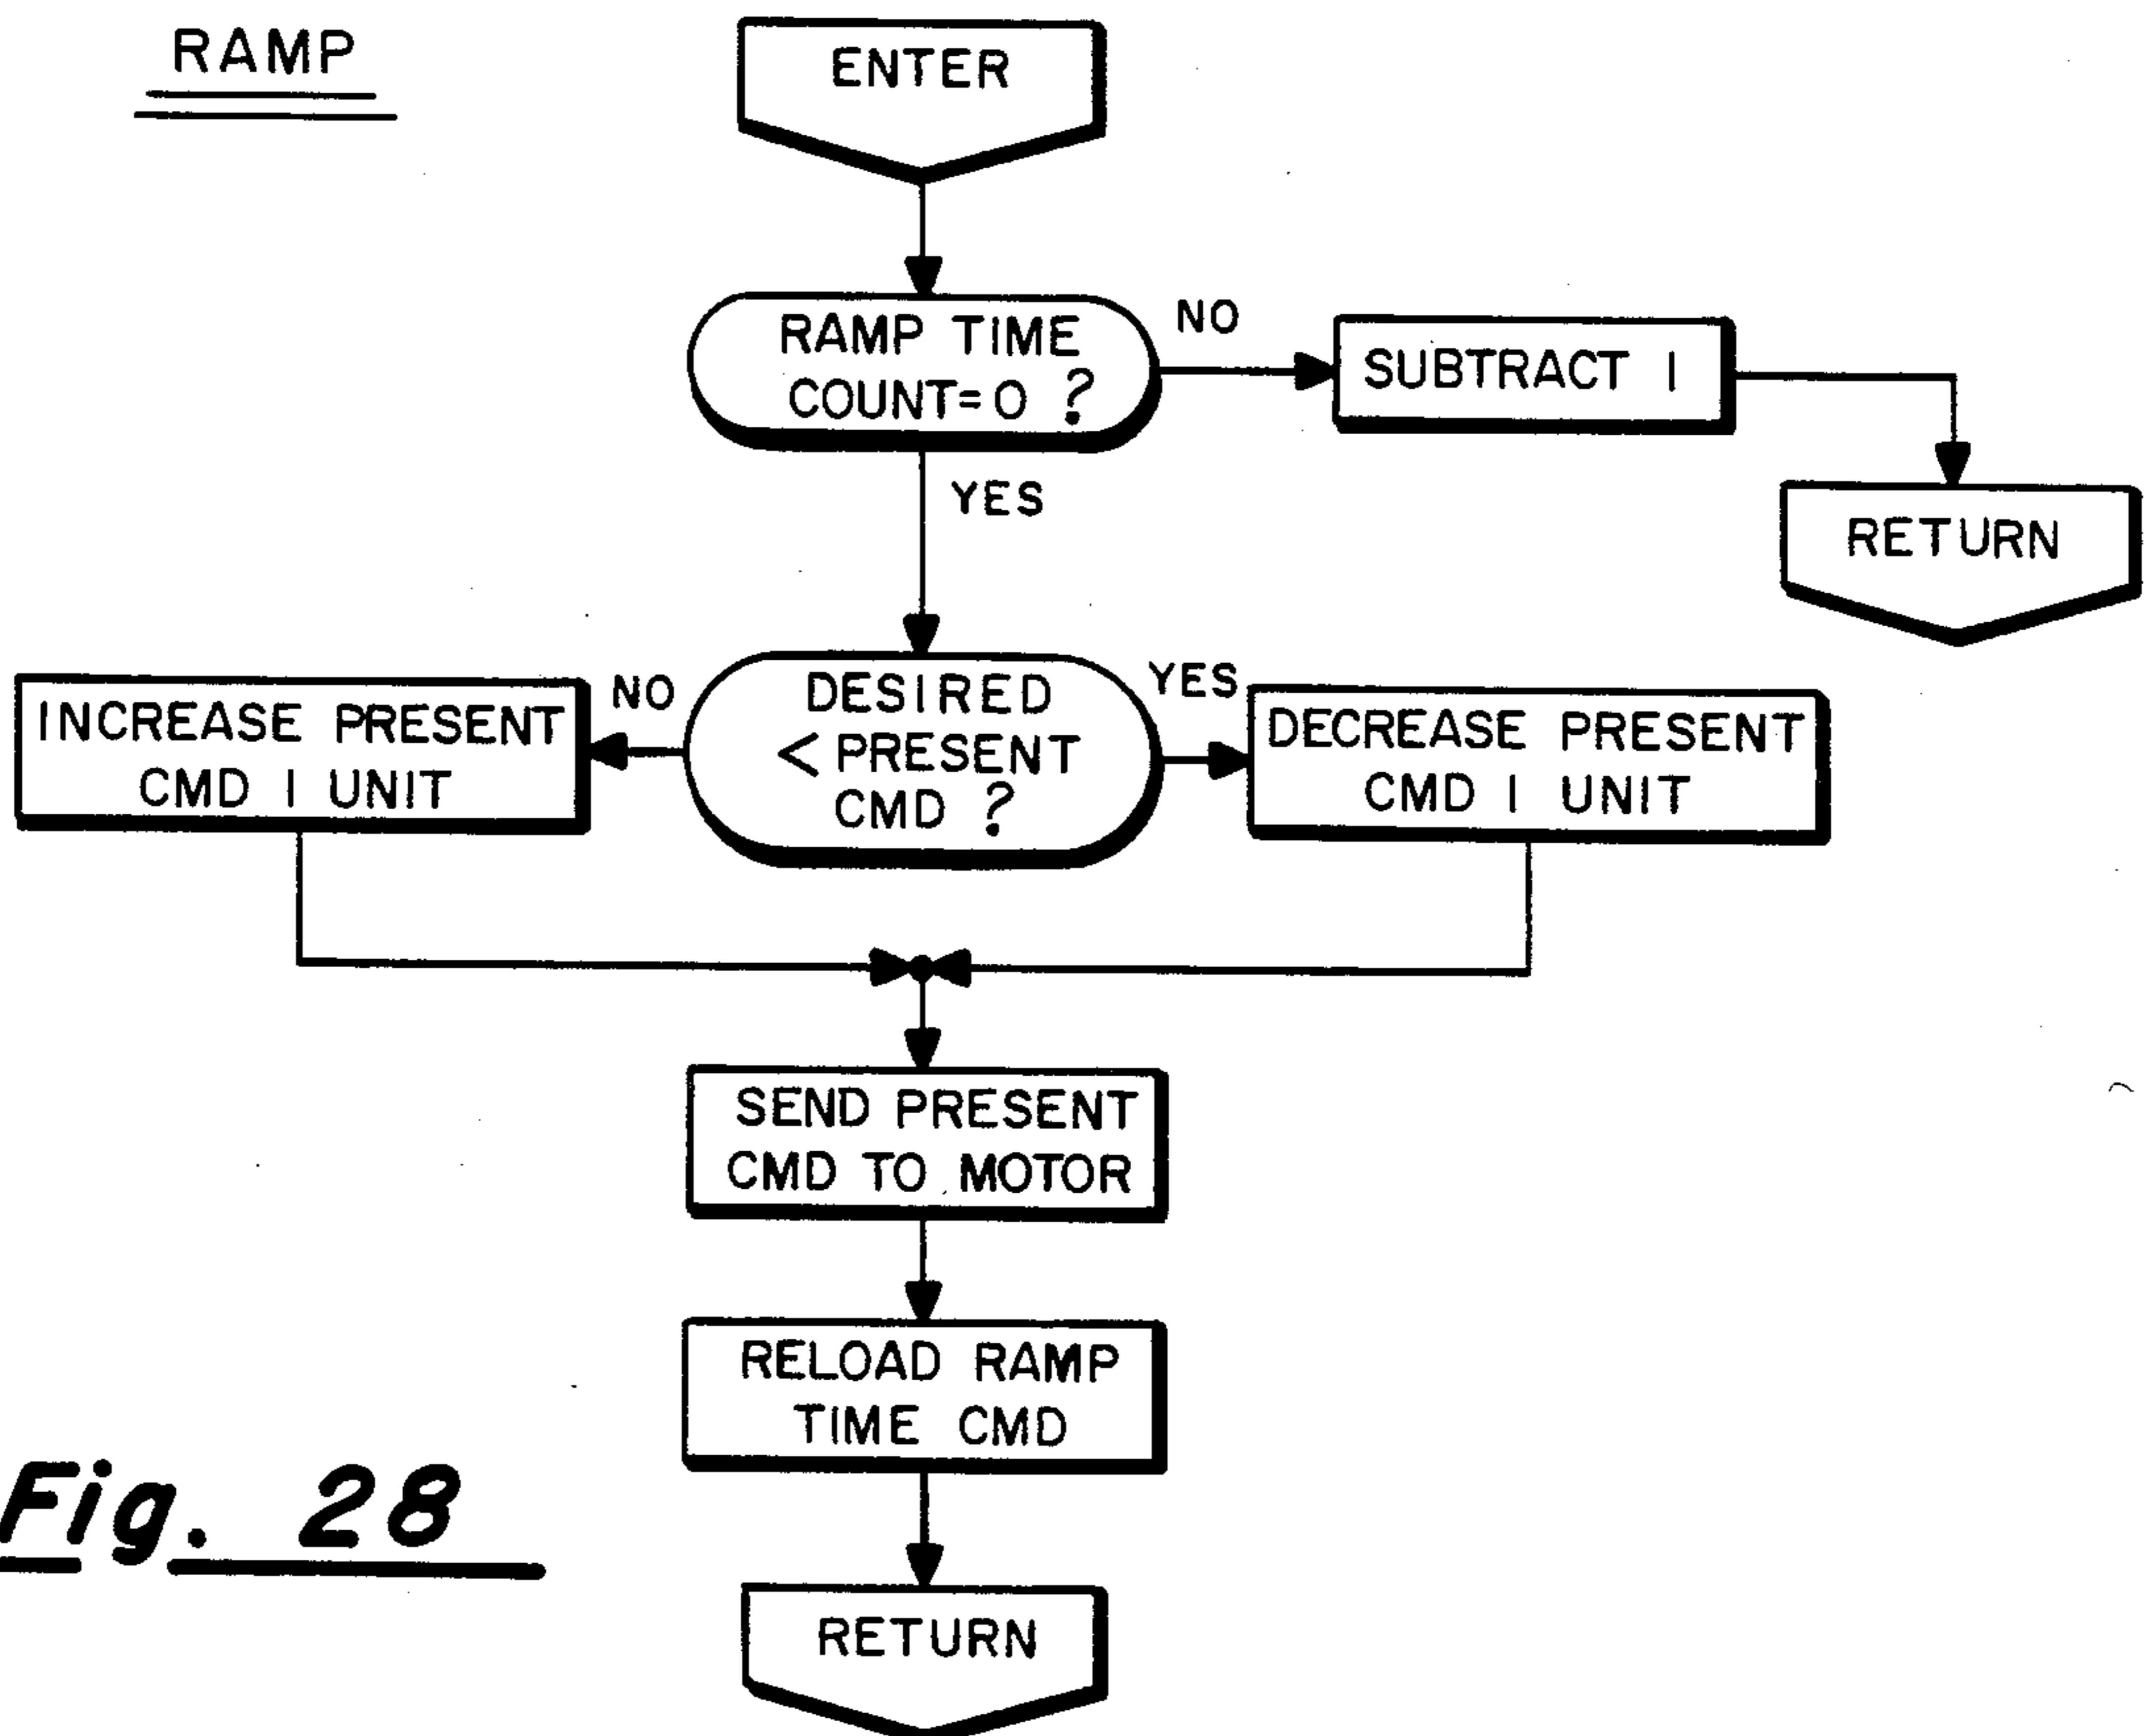 RAMP
ENTER
RAMP TIME
COUNT=0 ?
NO
SUBTRACT 1
RETURN
YES
DESIRED
< PRESENT
CMD ?
NO
INCREASE PRESENT
CMD 1 UNIT
YES
DECREASE PRESENT
CMD 1 UNIT
SEND PRESENT
CMD TO MOTOR
RELOAD RAMP
TIME CMD
RETURN
Fig. 28